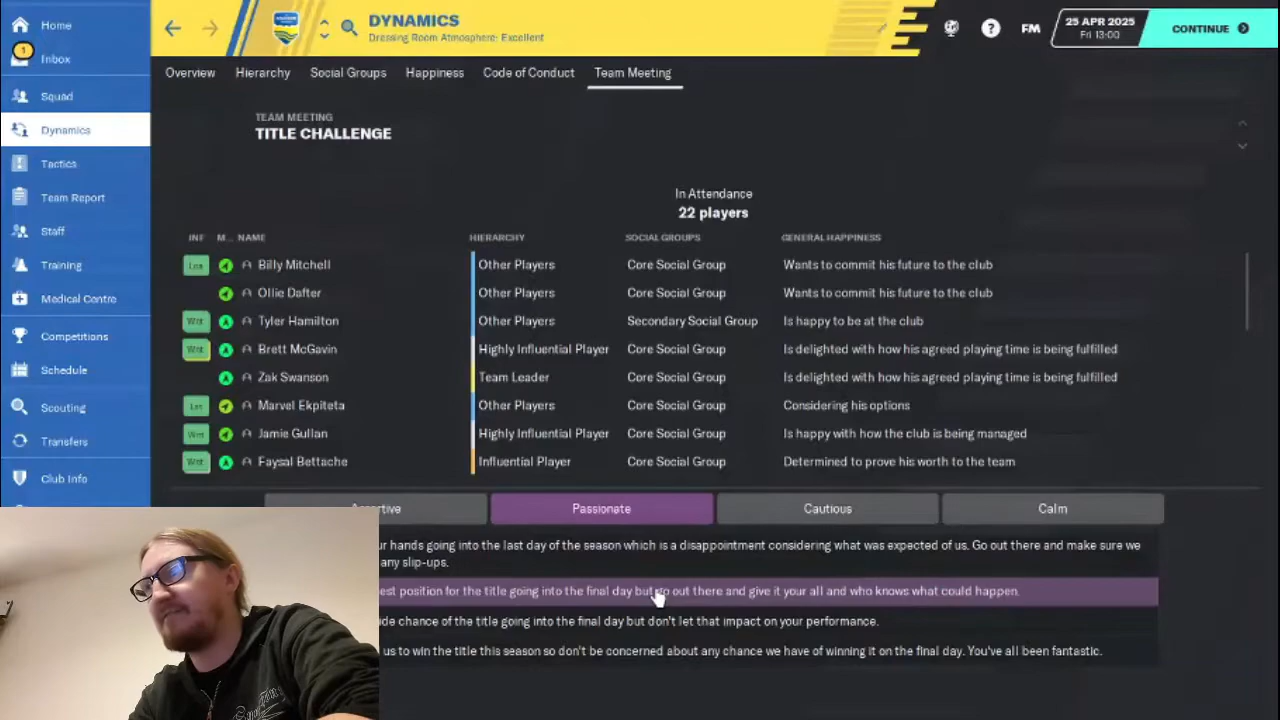 Home
DYNAMICS
Dressing Room Atmosphere: Excellent
FM
25 APR 2025
Fri 13:00
CONTINUE
1
Inbox
Overview
Hierarchy
Social Groups
Happiness
Code of Conduct
Team Meeting
Squad
Dynamics
Tactics
Team Report
Staff
Training
Medical Centre
Competitions
Schedule
Scouting
Transfers
Club Info
TEAM MEETING
TITLE CHALLENGE
In Attendance
22 players
INF M... NAME HIERARCHY SOCIAL GROUPS GENERAL HAPPINESS
Loa Billy Mitchell Other Players Core Social Group Wants to commit his future to the club
Ollie Dafter Other Players Core Social Group Wants to commit his future to the club
Wnt Tyler Hamilton Other Players Secondary Social Group Is happy to be at the club
Wnt Brett McGavin Highly Influential Player Core Social Group Is delighted with how his agreed playing time is being fulfilled
Zak Swanson Team Leader Core Social Group Is delighted with how his agreed playing time is being fulfilled
Marvel Ekpiteta Other Players Core Social Group Considering his options
Wnt Jamie Gullan Highly Influential Player Core Social Group Is happy with how the club is being managed
Wnt Faysal Bettache Influential Player Core Social Group Determined to prove his worth to the team
Assertive
Passionate
Cautious
Calm
hands going into the last day of the season which is a disappointment considering what was expected of us. Go out there and make sure we
any slip-ups.
position for the title going into the final day but go out there and give it your all and who knows what could happen.
chance of the title going into the final day but don't let that impact on your performance.
us to win the title this season so don't be concerned about any chance we have of winning it on the final day. You've all been fantastic.